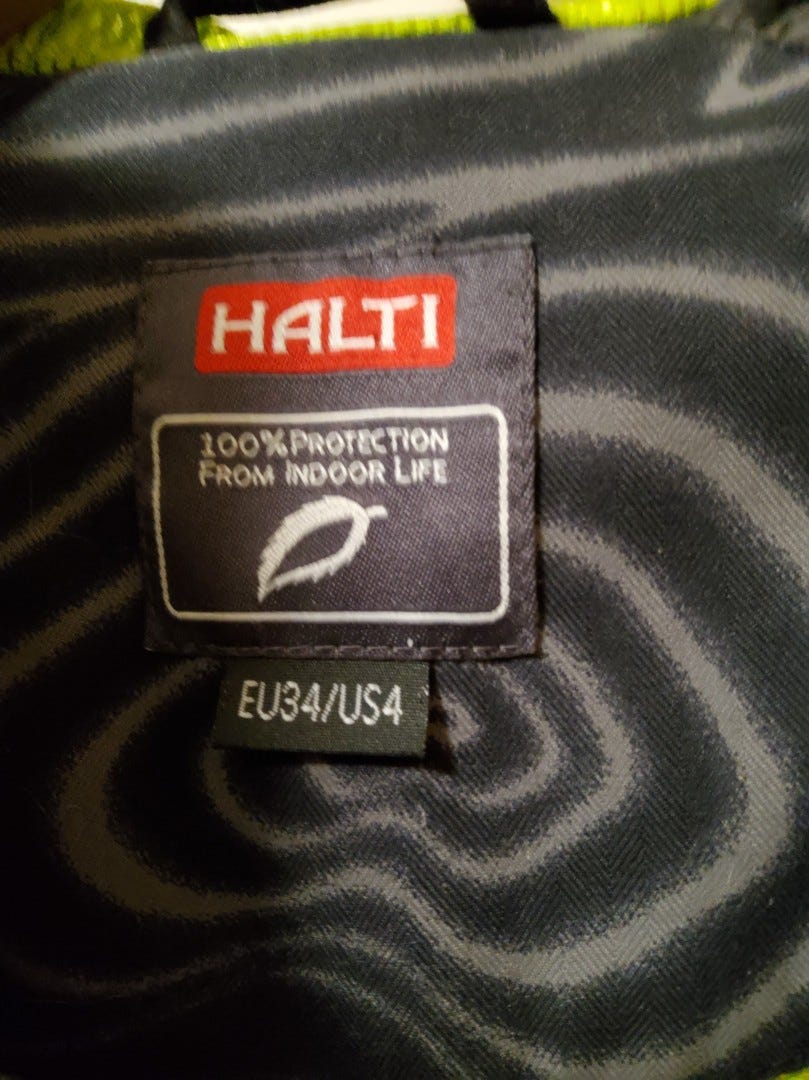 HALTI
100% PROTECTION
FROM INDOOR LIFE
EU34/US4